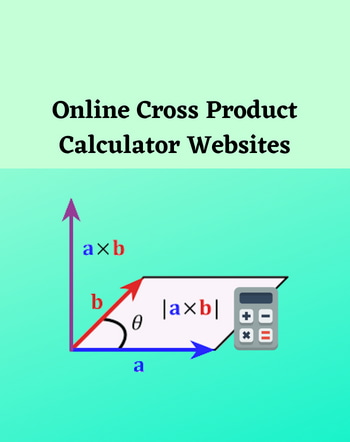 Online Cross Product
Calculator Websites
a×b
b
θ
|a×b|
a
+ −
× =